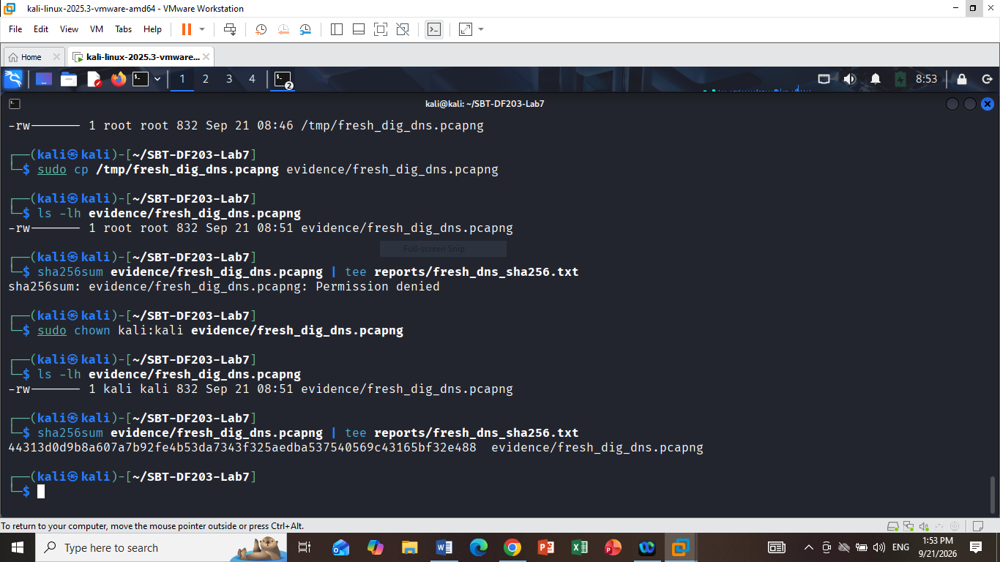 kali-linux-2025.3-vmware-amd64 - VMware Workstation
File Edit View VM Tabs Help
Home kali-linux-2025.3-vmware...
1 2 3 4 2 8:53
kali@kali: ~/SBT-DF203-Lab7
-rw------- 1 root root 832 Sep 21 08:46 /tmp/fresh_dig_dns.pcapng
┌──(kali㉿kali)-[~/SBT-DF203-Lab7]
└─$ sudo cp /tmp/fresh_dig_dns.pcapng evidence/fresh_dig_dns.pcapng
┌──(kali㉿kali)-[~/SBT-DF203-Lab7]
└─$ ls -lh evidence/fresh_dig_dns.pcapng
-rw------- 1 root root 832 Sep 21 08:51 evidence/fresh_dig_dns.pcapng
Full-screen Snip
┌──(kali㉿kali)-[~/SBT-DF203-Lab7]
└─$ sha256sum evidence/fresh_dig_dns.pcapng | tee reports/fresh_dns_sha256.txt
sha256sum: evidence/fresh_dig_dns.pcapng: Permission denied
┌──(kali㉿kali)-[~/SBT-DF203-Lab7]
└─$ sudo chown kali:kali evidence/fresh_dig_dns.pcapng
┌──(kali㉿kali)-[~/SBT-DF203-Lab7]
└─$ ls -lh evidence/fresh_dig_dns.pcapng
-rw------- 1 kali kali 832 Sep 21 08:51 evidence/fresh_dig_dns.pcapng
┌──(kali㉿kali)-[~/SBT-DF203-Lab7]
└─$ sha256sum evidence/fresh_dig_dns.pcapng | tee reports/fresh_dns_sha256.txt
44313d0d9b8a607a7b92fe4b53da7343f325aedba537540569c43165bf32e488  evidence/fresh_dig_dns.pcapng
┌──(kali㉿kali)-[~/SBT-DF203-Lab7]
└─$
To return to your computer, move the mouse pointer outside or press Ctrl+Alt.
Type here to search
ENG
1:53 PM
9/21/2026